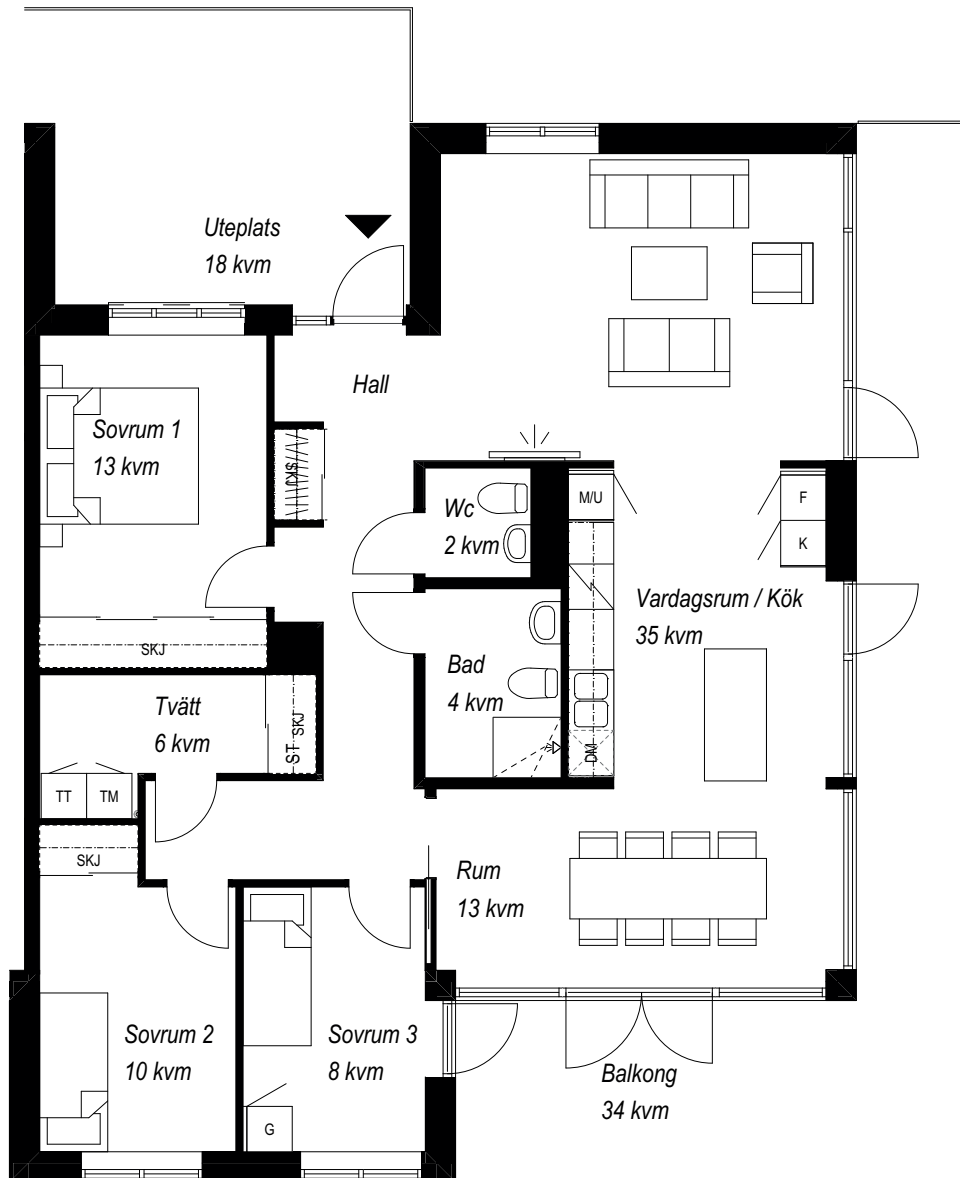 Uteplats
18 kvm
Hall
Sovrum 1
13 kvm
SKJ
Wc
2 kvm
M/U
F
K
Vardagsrum / Kök
35 kvm
SKJ
Bad
4 kvm
Tvätt
6 kvm
ST SKJ
DM
TT
TM
SKJ
Rum
13 kvm
Sovrum 2
10 kvm
Sovrum 3
8 kvm
Balkong
34 kvm
G